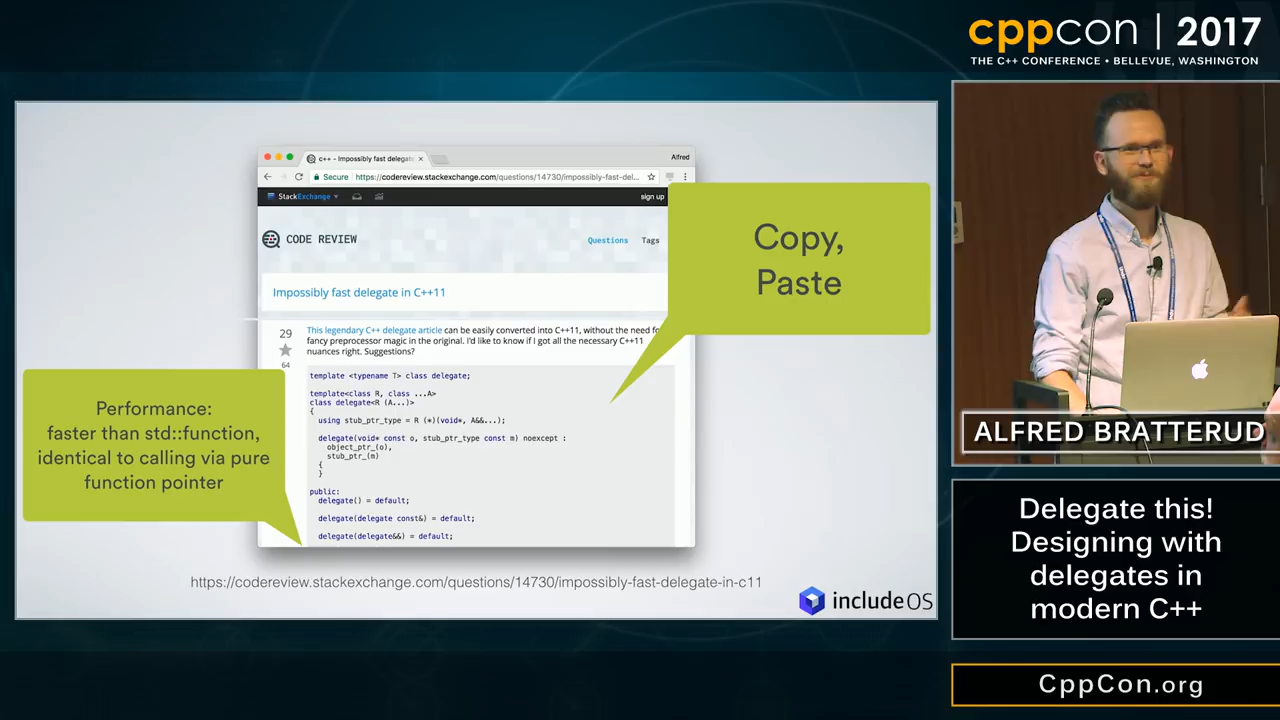 cppcon | 2017
THE C++ CONFERENCE • BELLEVUE, WASHINGTON
c++ - Impossibly fast delegate
Alfred
Secure
https://codereview.stackexchange.com/questions/14730/impossibly-fast-del...
StackExchange
sign up
CODE REVIEW
Questions
Tags
Copy,
Paste
Impossibly fast delegate in C++11
29
64
This legendary C++ delegate article can be easily converted into C++11, without the need for
fancy preprocessor magic in the original. I'd like to know if I got all the necessary C++11
nuances right. Suggestions?
template <typename T> class delegate;
template<class R, class ...A>
class delegate<R (A...)>
{
using stub_ptr_type = R (*)(void*, A&&...);
delegate(void* const o, stub_ptr_type const m) noexcept :
object_ptr_(o),
stub_ptr_(m)
{
}
public:
delegate() = default;
delegate(delegate const&) = default;
delegate(delegate&&) = default;
Performance:
faster than std::function,
identical to calling via pure
function pointer
https://codereview.stackexchange.com/questions/14730/impossibly-fast-delegate-in-c11
includeOS
ALFRED BRATTERUD
Delegate this!
Designing with
delegates in
modern C++
CppCon.org